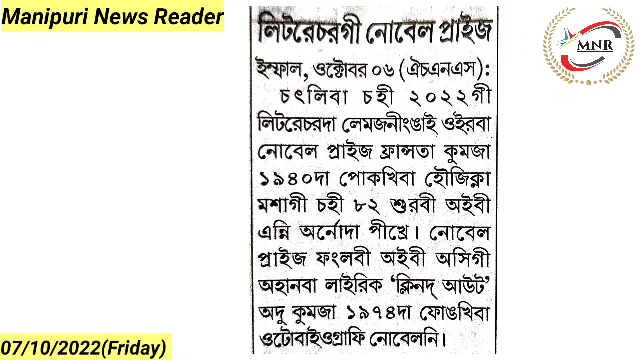 Manipuri News Reader
MNR
লিটরেচরগী নোবেল প্রাইজ
ইম্ফাল, ওক্টোবর ০৬ (ঐচএনএস):
চৎলিবা চহী ২০২২গী
লিটরেচরদা লেমজনীংঙাই ওইরবা
নোবেল প্রাইজ ফ্রান্সতা কুমজা
১৯৪০দা পোকখিবা হৌজিক্না
মশাগী চহী ৮২ শুরবী অইবী
এন্নি অর্নোদা পীখ্রে। নোবেল
প্রাইজ ফংলবী অইবী অসিগী
অহানবা লাইরিক 'ক্লিনদ্ আউট'
অদু কুমজা ১৯৭৪দা ফোঙখিবা
ওটোবাইওগ্রাফি নোবেলনি।
07/10/2022(Friday)